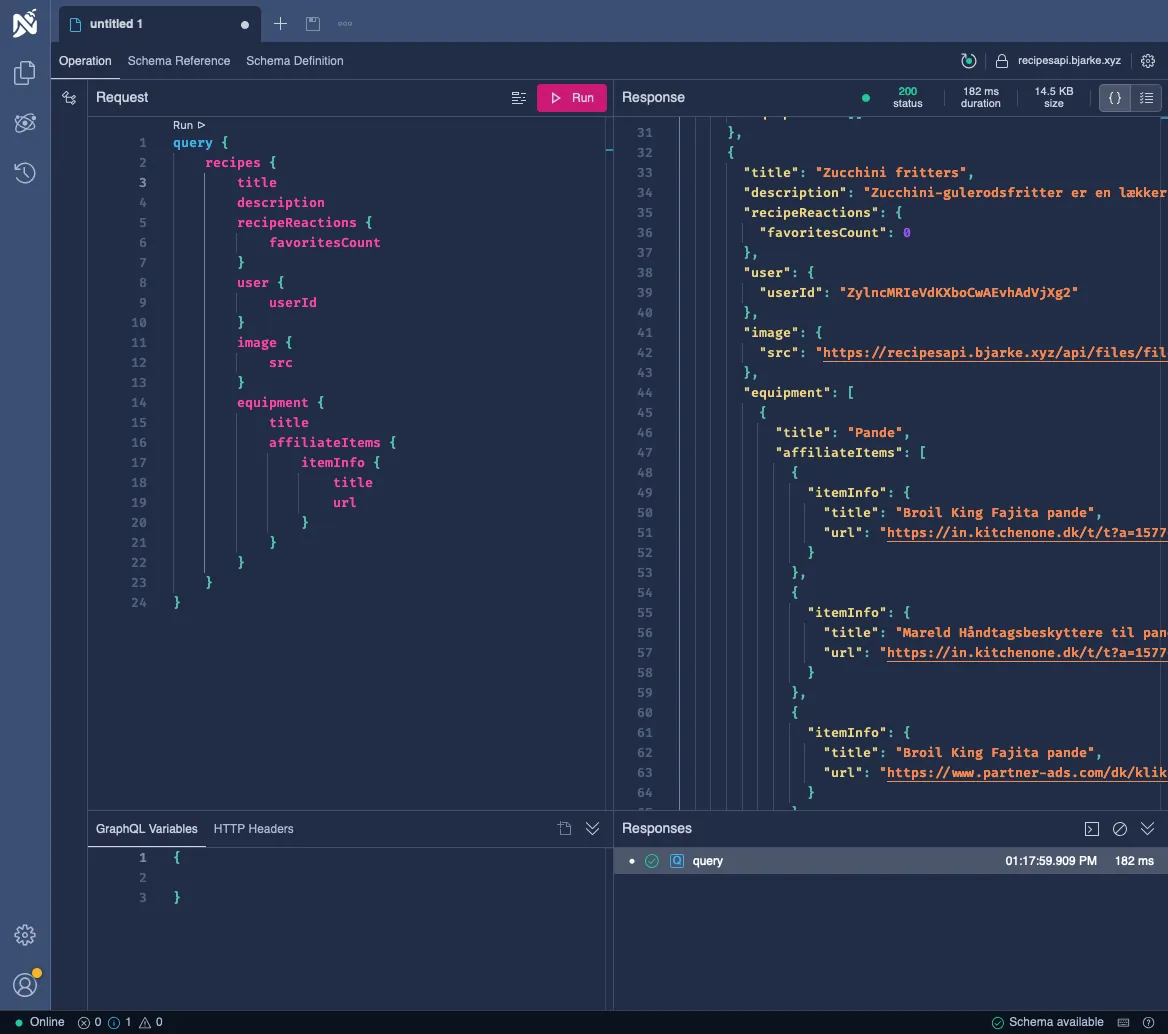 untitled 1
Operation
Schema Reference
Schema Definition
recipesapi.bjarke.xyz
Request
Run
Run
1 query {
2 recipes {
3 title
4 description
5 recipeReactions {
6 favoritesCount
7 }
8 user {
9 userId
10 }
11 image {
12 src
13 }
14 equipment {
15 title
16 affiliateItems {
17 itemInfo {
18 title
19 url
20 }
21 }
22 }
23 }
24 }
Response
200 status
182 ms duration
14.5 KB size
31 },
32 {
33 "title": "Zucchini fritters",
34 "description": "Zucchini-gulerodsfritter er en lækker
35 "recipeReactions": {
36 "favoritesCount": 0
37 },
38 "user": {
39 "userId": "ZylncMRIeVdKXboCwAEvhAdVjXg2"
40 },
41 "image": {
42 "src": "https://recipesapi.bjarke.xyz/api/files/fil
43 },
44 "equipment": [
45 {
46 "title": "Pande",
47 "affiliateItems": [
48 {
49 "itemInfo": {
50 "title": "Broil King Fajita pande",
51 "url": "https://in.kitchenone.dk/t/t?a=1577
52 }
53 },
54 {
55 "itemInfo": {
56 "title": "Mareld Håndtagsbeskyttere til pan
57 "url": "https://in.kitchenone.dk/t/t?a=1577
58 }
59 },
60 {
61 "itemInfo": {
62 "title": "Broil King Fajita pande",
63 "url": "https://www.partner-ads.com/dk/klik
64 }
GraphQL Variables
HTTP Headers
1 {
2
3 }
Responses
Q query 01:17:59.909 PM 182 ms
Online 0 1 0
Schema available